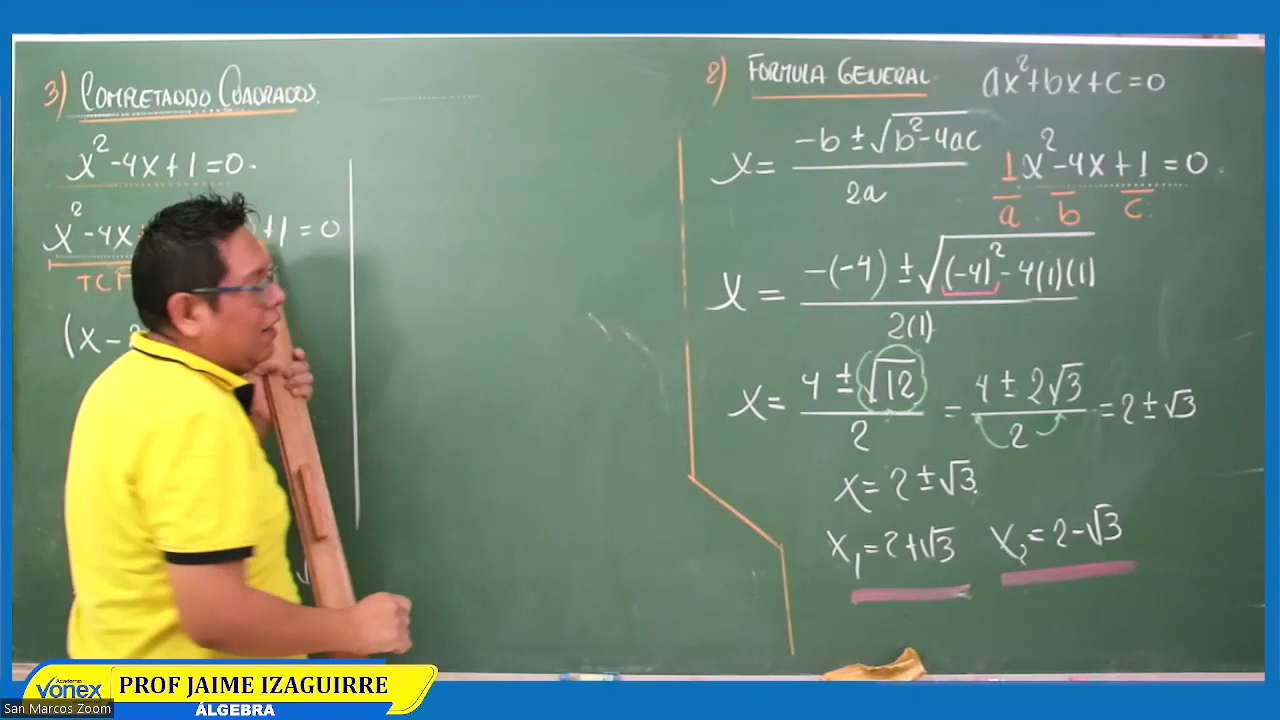 3) COMPLETANDO CUADRADOS.
x² - 4x + 1 = 0.
x² - 4x
+1 = 0
TCP
(x -
2) FORMULA GENERAL ax² + bx + c = 0
x = (-b ± √(b² - 4ac)) / 2a
1x² - 4x + 1 = 0
a b c
x = (-(-4) ± √((-4)² - 4(1)(1))) / 2(1)
x = (4 ± √12) / 2 = (4 ± 2√3) / 2 = 2 ± √3
x = 2 ± √3.
x₁ = 2 + √3 x₂ = 2 - √3
Academia
VONEX
PROF JAIME IZAGUIRRE
ÁLGEBRA
San Marcos Zoom